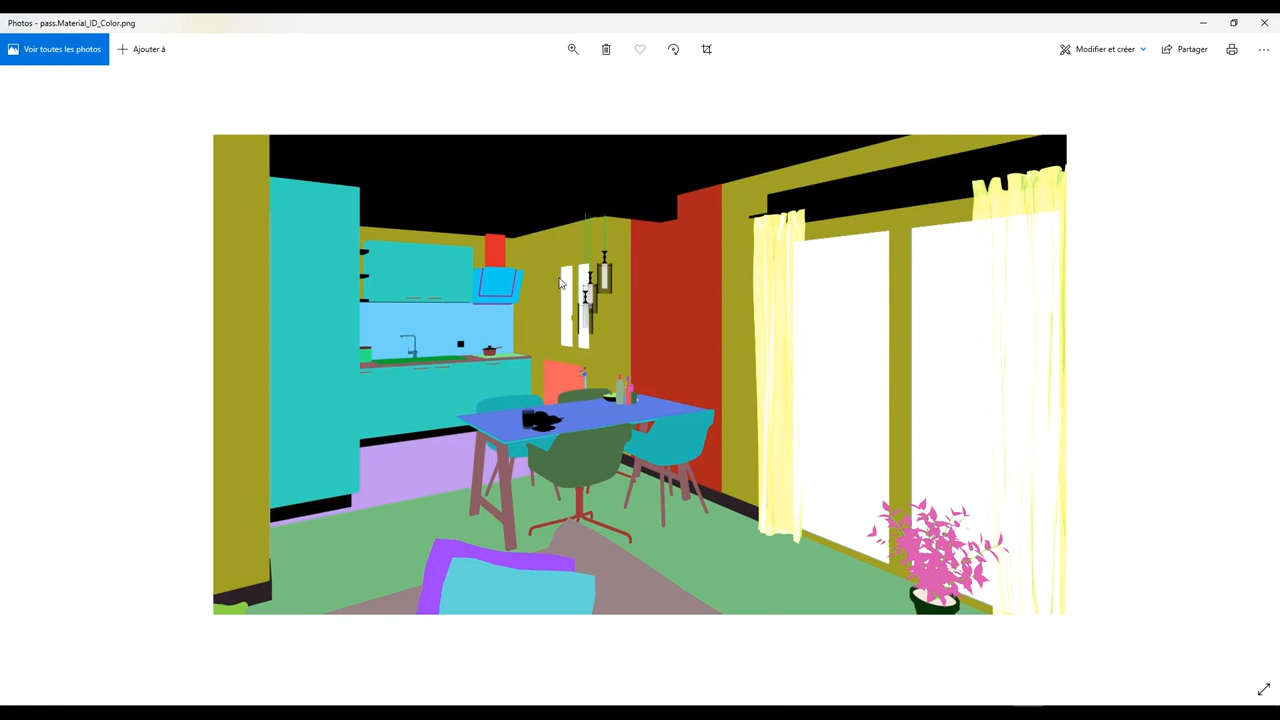 Photos - pass.Material_ID_Color.png
Voir toutes les photos
Ajouter à
Modifier et créer
Partager